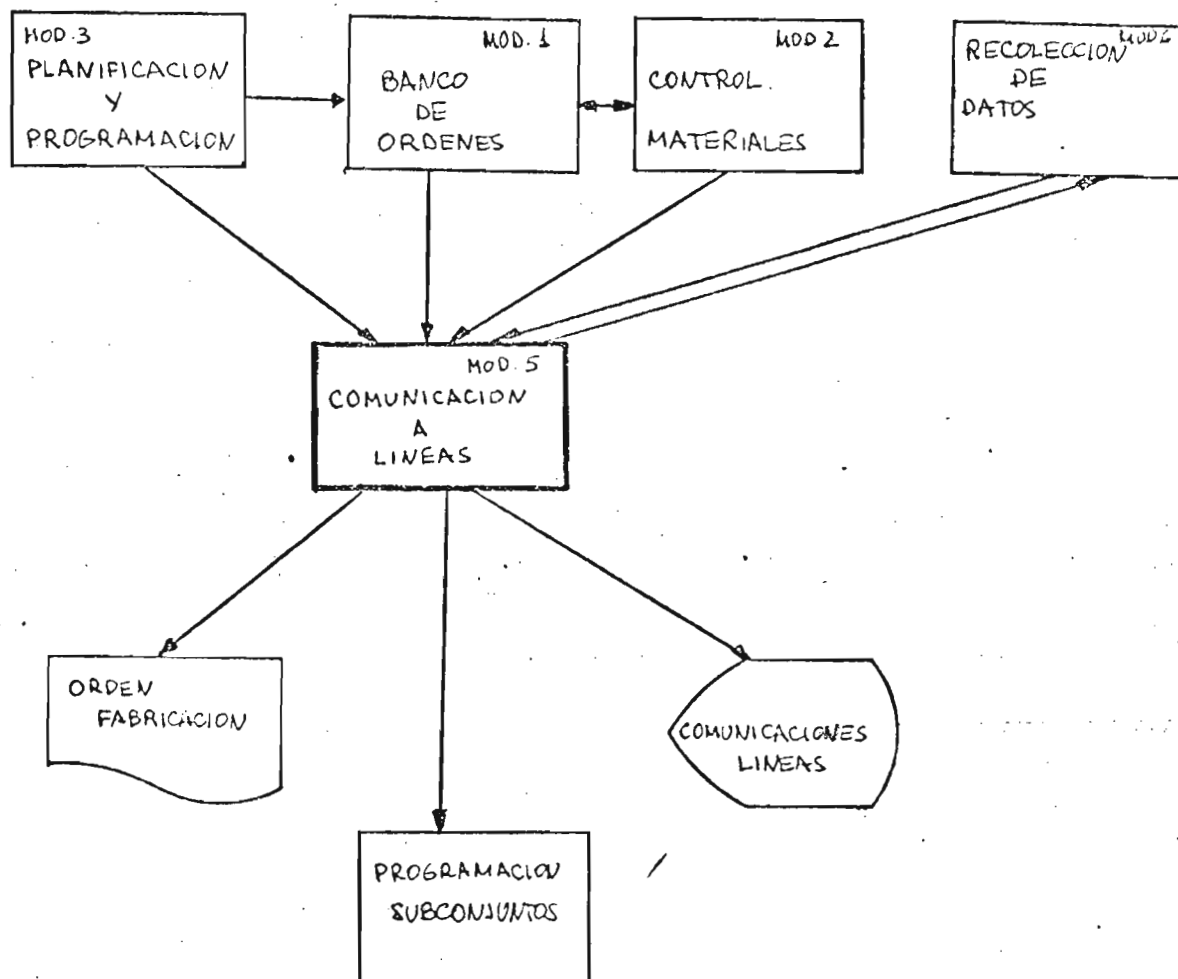 MOD.3
PLANIFICACION
Y
PROGRAMACION
MOD. 1
BANCO
DE
ORDENES
MOD 2
CONTROL.
MATERIALES
RECOLECCION
DE
DATOS
MOD. 5
COMUNICACION
A
LINEAS
ORDEN
FABRICACION
PROGRAMACION
SUBCONJUNTOS
COMUNICACIONES
LINEAS